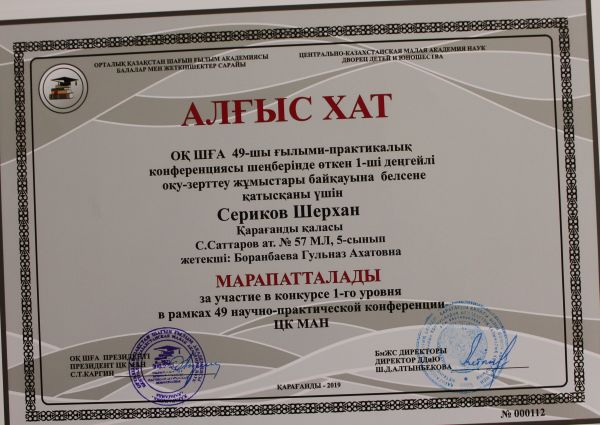 ОРТАЛЫҚ ҚАЗАҚСТАН ШАҒЫН ҒЫЛЫМ АКАДЕМИЯСЫ
БАЛАЛАР МЕН ЖЕТКІНШЕКТЕР САРАЙЫ
ЦЕНТРАЛЬНО-КАЗАХСТАНСКАЯ МАЛАЯ АКАДЕМИЯ НАУК
ДВОРЕЦ ДЕТЕЙ И ЮНОШЕСТВА
АЛҒЫС ХАТ
ОҚ ШҒА 49-шы ғылыми-практикалық
конференциясы шеңберінде өткен 1-ші деңгейлі
оқу-зерттеу жұмыстары байқауына белсене
қатысқаны үшін
Сериков Шерхан
Қарағанды қаласы
С.Саттаров ат. № 57 МЛ, 5-сынып
жетекші: Боранбаева Гульназ Ахатовна
МАРАПАТТАЛАДЫ
за участие в конкурсе 1-го уровня
в рамках 49 научно-практической конференции
ЦК МАН
ОҚ ШҒА ПРЕЗИДЕНТІ
ПРЕЗИДЕНТ ЦК МАН
С.Т.КАРГИН
БмЖС ДИРЕКТОРЫ
ДИРЕКТОР ДДиЮ
Ш.Д.АЛТЫНБЕКОВА
ҚАРАҒАНДЫ - 2019
№ 000112